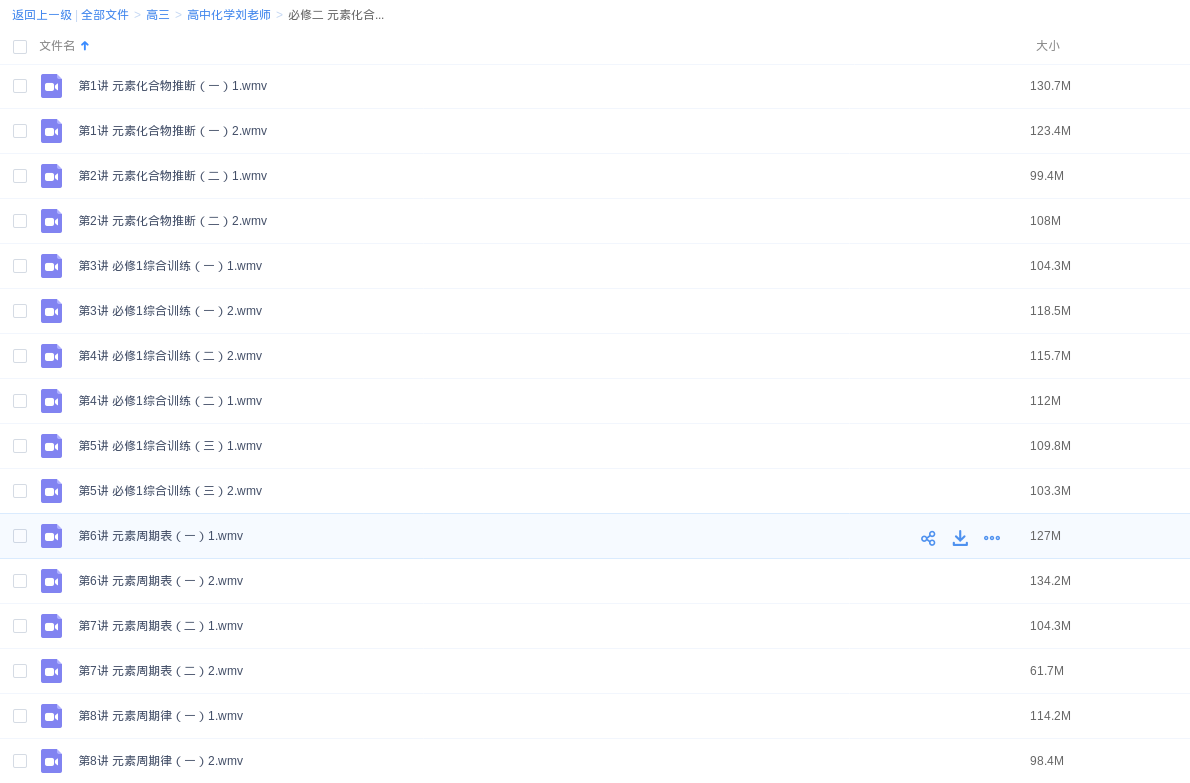 返回上一级 | 全部文件 > 高三 > 高中化学刘老师 > 必修二 元素化合...
文件名 大小
第1讲 元素化合物推断（一）1.wmv 130.7M
第1讲 元素化合物推断（一）2.wmv 123.4M
第2讲 元素化合物推断（二）1.wmv 99.4M
第2讲 元素化合物推断（二）2.wmv 108M
第3讲 必修1综合训练（一）1.wmv 104.3M
第3讲 必修1综合训练（一）2.wmv 118.5M
第4讲 必修1综合训练（二）2.wmv 115.7M
第4讲 必修1综合训练（二）1.wmv 112M
第5讲 必修1综合训练（三）1.wmv 109.8M
第5讲 必修1综合训练（三）2.wmv 103.3M
第6讲 元素周期表（一）1.wmv 127M
第6讲 元素周期表（一）2.wmv 134.2M
第7讲 元素周期表（二）1.wmv 104.3M
第7讲 元素周期表（二）2.wmv 61.7M
第8讲 元素周期律（一）1.wmv 114.2M
第8讲 元素周期律（一）2.wmv 98.4M